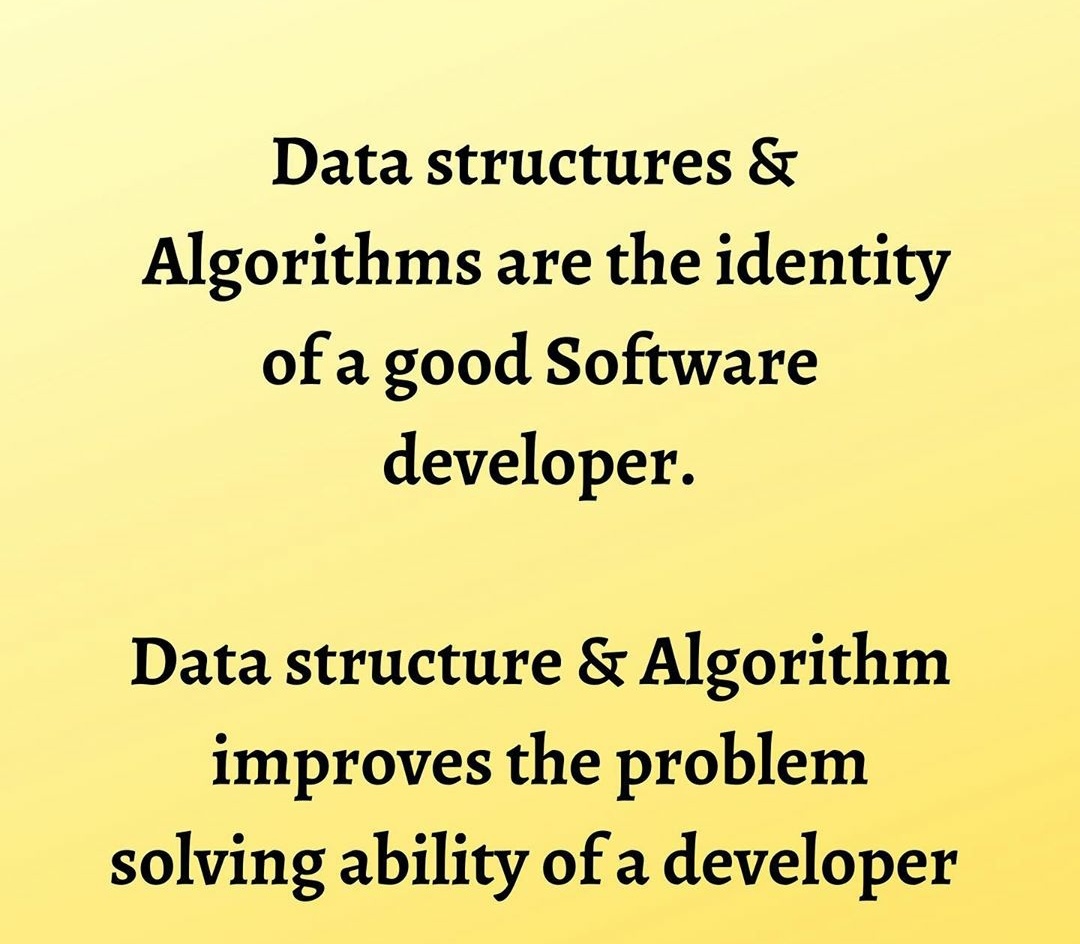 Data structures &
Algorithms are the identity
of a good Software
developer.
Data structure & Algorithm
improves the problem
solving ability of a developer